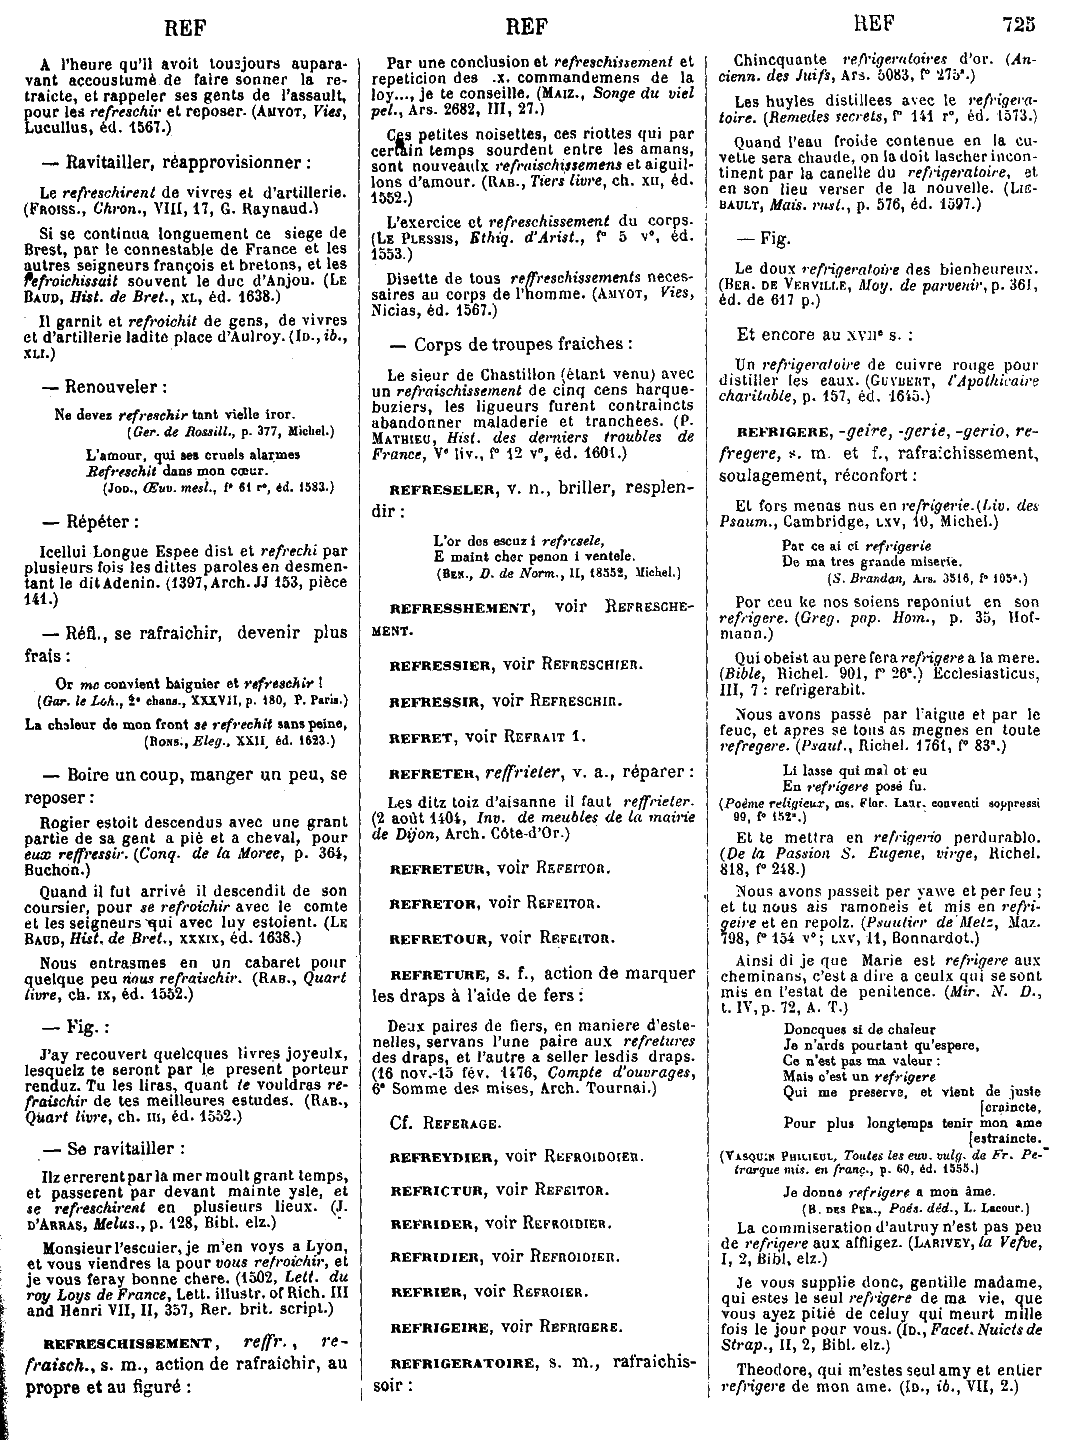 REF
REF
REF 725
A l'heure qu'il avoit tousjours aupara-
vant accoustumé de faire sonner la re-
traicte, et rappeler ses gents de l'assault,
pour les refreschir et reposer. (AMYOT, Vies,
Lucullus, éd. 1567.)
— Ravitailler, réapprovisionner :
Le refreschirent de vivres et d'artillerie.
(FROISS., Chron., VIII, 17, G. Raynaud.)
Si se continua longuement ce siege de
Brest, par le connestable de France et les
autres seigneurs françois et bretons, et les
refroichissait souvent le duc d'Anjou. (LE
BAUD, Hist. de Bret., XL, éd. 1638.)
Il garnit et refroichit de gens, de vivres
et d'artillerie ladite place d'Aulroy. (ID., ib.,
XLI.)
— Renouveler :
Ne devez refreschir tant vielle iror.
(Ger. de Rossill., p. 377, Michel.)
L'amour, qui ses cruels alarmes
Refreschit dans mon cœur.
(JOD., Œuv. mesl., f° 61 r°, éd. 1583.)
— Répéter :
Icellui Longue Espee dist et refrechi par
plusieurs fois les dittes paroles en desmen-
tant le dit Adenin. (1397, Arch. JJ 153, pièce
141.)
— Réfl., se rafraichir, devenir plus
frais :
Or me convient baignier et refreschir !
(Gar. le Loh., 2e chans., XXXVII, p. 180, P. Paris.)
La chaleur de mon front se refrechit sans peine,
(RONS., Eleg., XXII, éd. 1623.)
— Boire un coup, manger un peu, se
reposer :
Rogier estoit descendus avec une grant
partie de sa gent a pié et a cheval, pour
eux reffressir. (Conq. de la Moree, p. 364,
Buchon.)
Quand il fut arrivé il descendit de son
coursier, pour se refroichir avec le comte
et les seigneurs qui avec luy estoient. (LE
BAUD, Hist. de Bret., XXXIX, éd. 1638.)
Nous entrasmes en un cabaret pour
quelque peu nous refraischir. (RAB., Quart
livre, ch. IX, éd. 1552.)
— Fig. :
J'ay recouvert quelcques livres joyeulx,
lesquelz te seront par le present porteur
renduz. Tu les liras, quant te vouldras re-
fraischir de tes meilleures estudes. (RAB.,
Quart livre, ch. III, éd. 1552.)
— Se ravitailler :
Ilz errerent par la mer moult grant temps,
et passerent par devant mainte ysle, et
se refreschirent en plusieurs lieux. (J.
D'ARRAS, Melus., p. 128, Bibl. elz.)
Monsieur l'escuier, je m'en voys a Lyon,
et vous viendres la pour vous refroichir, et
je vous feray bonne chere. (1502, Lett. du
roy Loys de France, Lett. illustr. of Rich. III
and Henri VII, II, 357, Rer. brit. script.)
REFRESCHISSEMENT, reffr., re-
fraisch., s. m., action de rafraichir, au
propre et au figuré :
Par une conclusion et refreschissement et
repeticion des .x. commandemens de la
loy..., je te conseille. (MAIZ., Songe du viel
pel., Ars. 2682, III, 27.)
Ces petites noisettes, ces riottes qui par
certain temps sourdent entre les amans,
sont nouveaulx refraischissemens et aiguil-
lons d'amour. (RAB., Tiers livre, ch. XII, éd.
1552.)
L'exercice et refreschissement du corps.
(LE PLESSIS, Ethiq. d'Arist., f° 5 v°, éd.
1553.)
Disette de tous reffreschissements neces-
saires au corps de l'homme. (AMYOT, Vies,
Nicias, éd. 1567.)
— Corps de troupes fraiches :
Le sieur de Chastillon (étant venu) avec
un refraischissement de cinq cens harque-
buziers, les ligueurs furent contraincts
abandonner maladerie et tranchees. (P.
MATHIEU, Hist. des derniers troubles de
France, Ve liv., f° 12 v°, éd. 1601.)
REFRESELER, v. n., briller, resplen-
dir :
L'or des escuz i refresele,
E maint cher penon i ventele.
(BEN., D. de Norm., II, 18552, Michel.)
REFRESSHEMENT, voir REFRESCHE-
MENT.
REFRESSIER, voir REFRESCHIER.
REFRESSIR, voir REFRESCHIR.
REFRET, voir REFRAIT 1.
REFRETER, reffrieter, v. a., réparer :
Les ditz toiz d'aisanne il faut reffrieter.
(2 août 1404, Inv. de meubles de la mairie
de Dijon, Arch. Côte-d'Or.)
REFRETEUR, voir REFEITOR.
REFRETOR, voir REFEITOR.
REFRETOUR, voir REFEITOR.
REFRETURE, s. f., action de marquer
les draps à l'aide de fers :
Deux paires de fiers, en maniere d'este-
nelles, servans l'une paire aux refretures
des draps, et l'autre a seller lesdis draps.
(16 nov.-15 fév. 1476, Compte d'ouvrages,
6e Somme des mises, Arch. Tournai.)
Cf. REFERAGE.
REFREYDIER, voir REFROIDOIER.
REFRICTUR, voir REFEITOR.
REFRIDER, voir REFROIDIER.
REFRIDIER, voir REFROIDIER.
REFRIER, voir REFROIER.
REFRIGEIRE, voir REFRIGERE.
REFRIGERATOIRE, s. m., rafraichis-
soir :
Chincquante refrigeratoires d'or. (An-
cienn. des Juifs, Ars. 5083, f° 275a.)
Les huyles distillees avec le refrigera-
toire. (Remedes secrets, f° 141 r°, éd. 1573.)
Quand l'eau froide contenue en la cu-
vette sera chaude, on la doit lascher incon-
tinent par la canelle du refrigeratoire, et
en son lieu verser de la nouvelle. (LIE-
BAULT, Mais. rust., p. 576, éd. 1597.)
— Fig.
Le doux refrigeratoire des bienheureux.
(BER. DE VERVILLE, Moy. de parvenir, p. 361,
éd. de 617 p.)
Et encore au XVIIe s. :
Un refrigeratoire de cuivre rouge pour
distiller les eaux. (GUYBERT, l'Apothicaire
charitable, p. 157, éd. 1645.)
REFRIGERE, -geire, -gerie, -gerio, re-
fregere, s. m. et f., rafraichissement,
soulagement, réconfort :
Et fors menas nus en refrigerie. (Liv. des
Psaum., Cambridge, LXV, 10, Michel.)
Par ce ai ci refrigerie
De ma tres grande miserie.
(S. Brandan, Ars. 3516, f° 105a.)
Por ceu ke nos soiens reponiut en son
refrigere. (Greg. pap. Hom., p. 35, Hof-
mann.)
Qui obeist au pere fera refrigere a la mere.
(Bible, Richel. 901, f° 26a.) Ecclesiasticus,
III, 7 : refrigerabit.
Nous avons passé par l'aigue et par le
feuc, et apres se tous as megnes en toute
refregere. (Psaut., Richel. 1761, f° 83a.)
Li lasse qui mal ot eu
En refrigere posé fu.
(Poème religieux, ms. Flor. Laur. conventi soppressi
99, f° 152a.)
Et te mettra en refrigerio perdurablo.
(De la Passion S. Eugene, virge, Richel.
818, f° 248.)
Nous avons passeit per yawe et per feu ;
et tu nous ais ramoneis et mis en refri-
geire et en repolz. (Psautier de Metz, Maz.
798, f° 154 v° ; LXV, 11, Bonnardot.)
Ainsi di je que Marie est refrigere aux
cheminans, c'est a dire a ceulx qui se sont
mis en l'estat de penitence. (Mir. N. D.,
t. IV, p. 72, A. T.)
Doncques si de chaleur
Je n'ards pourtant qu'espere,
Ce n'est pas ma valeur :
Mais c'est un refrigere
Qui me preserve, et vient de juste
[craincte,
Pour plus longtemps tenir mon ame
[estraincte.
(VASQUIN PHILIEUL, Toutes les euv. vulg. de Fr. Pe-
trarque mis. en franç., p. 60, éd. 1555.)
Je donne refrigere a mon âme.
(B. DES PER., Poés. déd., L. Lacour.)
La commiseration d'autruy n'est pas peu
de refrigere aux affligez. (LARIVEY, la Vefve,
I, 2, Bibl. elz.)
Je vous supplie donc, gentille madame,
qui estes le seul refrigere de ma vie, que
vous ayez pitié de celuy qui meurt mille
fois le jour pour vous. (ID., Facet. Nuicts de
Strap., II, 2, Bibl. elz.)
Theodore, qui m'estes seul amy et entier
refrigere de mon ame. (ID., ib., VII, 2.)